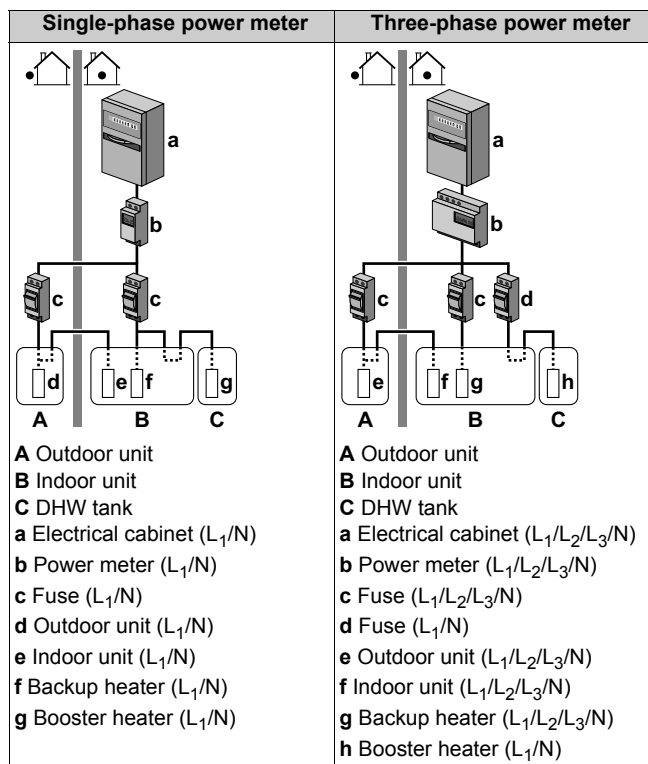 Single-phase power meter
Three-phase power meter
a
b
c c
d e f g
A B C
a
b
c c d
e f g h
A B C
A Outdoor unit
B Indoor unit
C DHW tank
a Electrical cabinet (L₁/N)
b Power meter (L₁/N)
c Fuse (L₁/N)
d Outdoor unit (L₁/N)
e Indoor unit (L₁/N)
f Backup heater (L₁/N)
g Booster heater (L₁/N)
A Outdoor unit
B Indoor unit
C DHW tank
a Electrical cabinet (L₁/L₂/L₃/N)
b Power meter (L₁/L₂/L₃/N)
c Fuse (L₁/L₂/L₃/N)
d Fuse (L₁/N)
e Outdoor unit (L₁/L₂/L₃/N)
f Indoor unit (L₁/L₂/L₃/N)
g Backup heater (L₁/L₂/L₃/N)
h Booster heater (L₁/N)